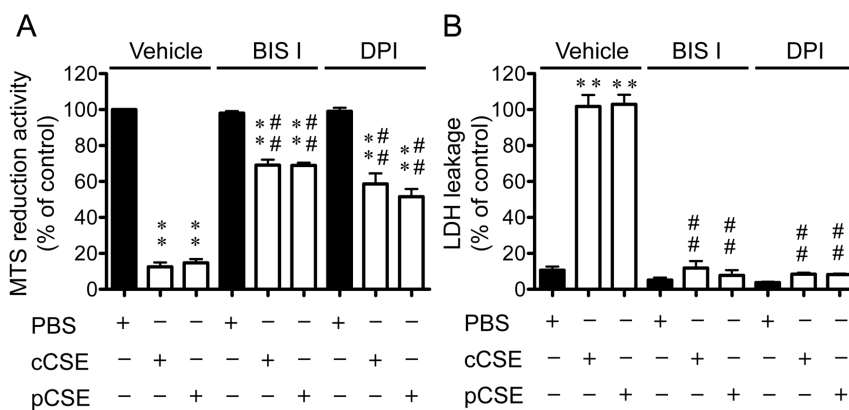 A
Vehicle BIS I DPI
MTS reduction activity
(% of control)
120
100
80
60
40
20
0
** ** **## **## **## **##
PBS + − − + − − + − −
cCSE − + − − + − − + −
pCSE − − + − − + − − +
B
Vehicle BIS I DPI
LDH leakage
(% of control)
120
100
80
60
40
20
0
** ** ## ## ## ##
PBS + − − + − − + − −
cCSE − + − − + − − + −
pCSE − − + − − + − − +